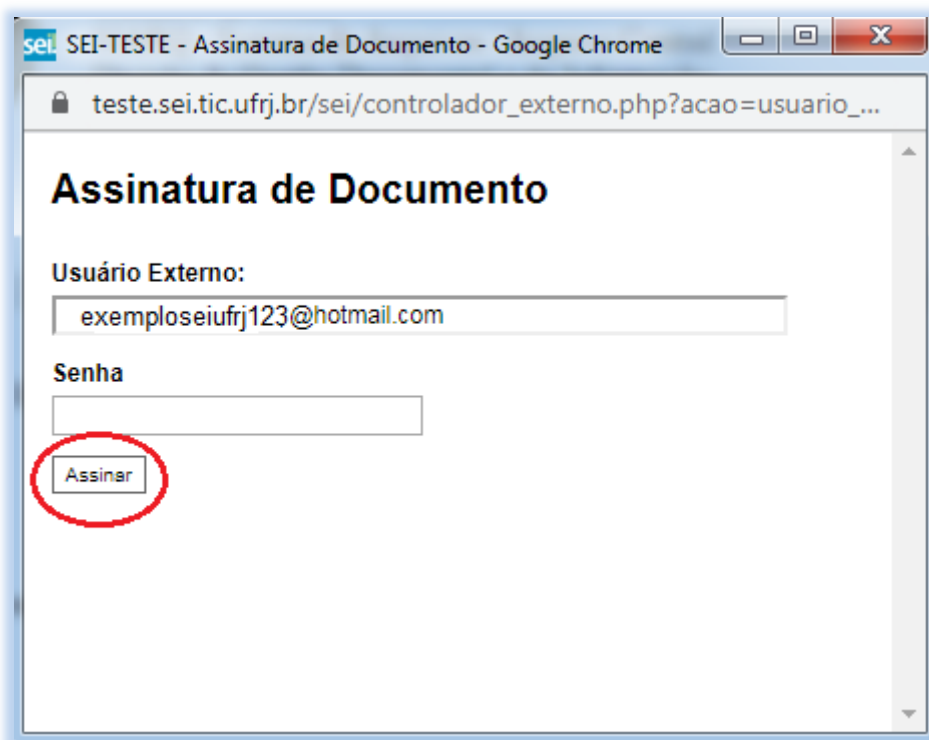 sei. SEI-TESTE - Assinatura de Documento - Google Chrome
teste.sei.tic.ufrj.br/sei/controlador_externo.php?acao=usuario_...
Assinatura de Documento
Usuário Externo:
exemploseiufrj123@hotmail.com
Senha
Assinar